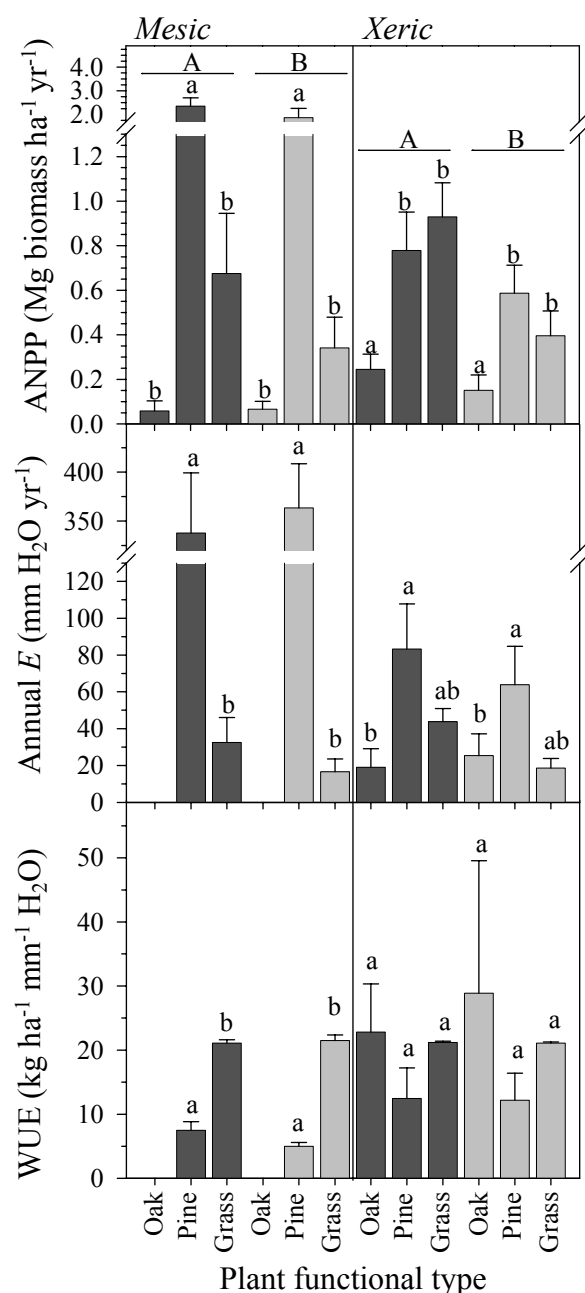 Mesic Xeric
ANPP (Mg biomass ha⁻¹ yr⁻¹)
4.0
3.0
2.0
1.2
1.0
0.8
0.6
0.4
0.2
0.0
A B
a a
b b
b b
A B
b b b b
a a
Annual E (mm H₂O yr⁻¹)
400
350
120
100
80
60
40
20
0
a a
b b
a a
b ab b ab
WUE (kg ha⁻¹ mm⁻¹ H₂O)
50
40
30
20
10
0
a b a b
a a a a a a
Oak Pine Grass Oak Pine Grass Oak Pine Grass Oak Pine Grass
Plant functional type